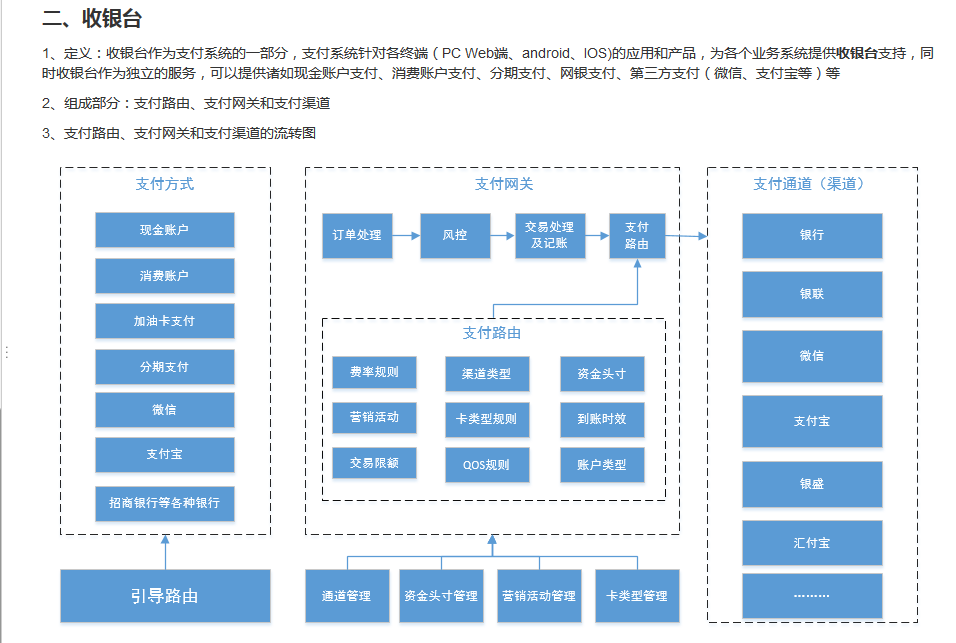 二、收银台
1、定义：收银台作为支付系统的一部分，支付系统针对各终端（PC Web端、android、IOS)的应用和产品，为各个业务系统提供收银台支持，同
时收银台作为独立的服务，可以提供诸如现金账户支付、消费账户支付、分期支付、网银支付、第三方支付（微信、支付宝等）等
2、组成部分：支付路由、支付网关和支付渠道
3、支付路由、支付网关和支付渠道的流转图
支付方式
现金账户
消费账户
加油卡支付
分期支付
微信
支付宝
招商银行等各种银行
引导路由
支付网关
订单处理
风控
交易处理
及记账
支付
路由
支付路由
费率规则
渠道类型
资金头寸
营销活动
卡类型规则
到账时效
交易限额
QOS规则
账户类型
通道管理
资金头寸管理
营销活动管理
卡类型管理
支付通道（渠道）
银行
银联
微信
支付宝
银盛
汇付宝
………